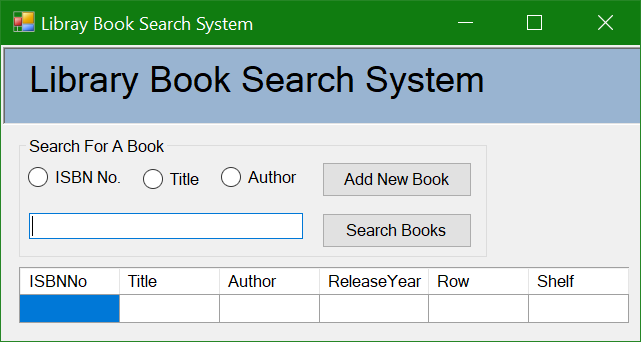 Libray Book Search System
Library Book Search System
Search For A Book
ISBN No. Title Author Add New Book
Search Books
ISBNNo Title Author ReleaseYear Row Shelf